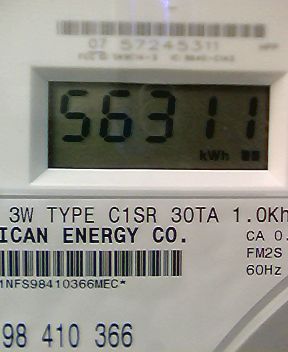 07 57245311
56311
kWh
3W TYPE C1SR 30TA 1.0Kh
ICAN ENERGY CO.
CA 0.
FM2S
60Hz
1NFS98410366MEC*
98 410 366